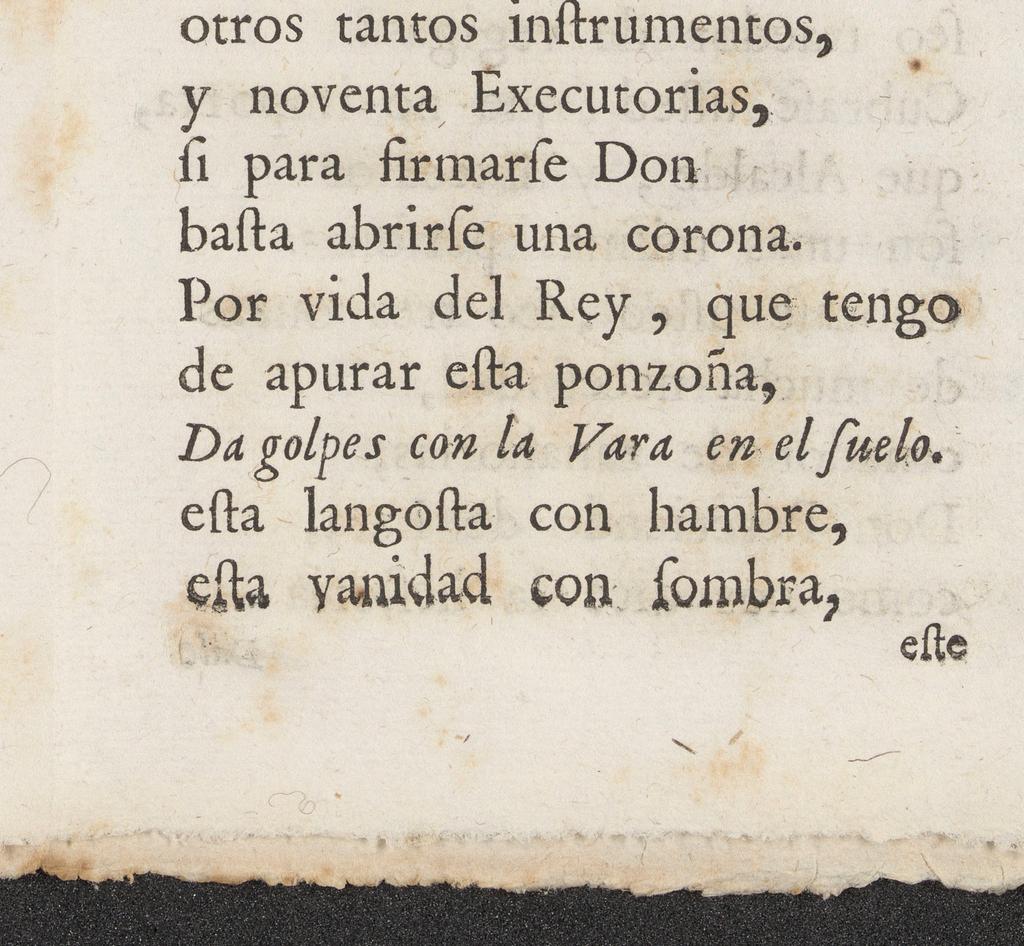 otros tantos inſtrumentos,
y noventa Executorias,
ſi para firmarſe Don
baſta abrirſe una corona.
Por vida del Rey , que tengo
de apurar eſta ponzoña,
Da golpes con la Vara en el ſuelo.
eſta langoſta con hambre,
eſta vanidad con ſombra,
eſte